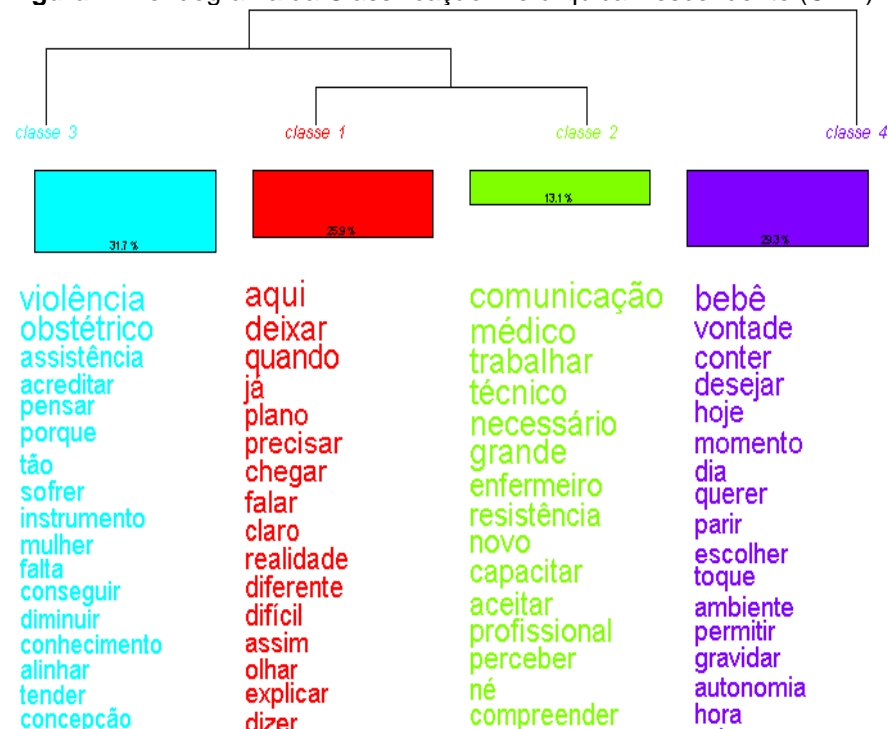 classe 3
classe 1
classe 2
classe 4
31.7 %
25.9 %
13.1 %
29.3 %
violência
obstétrico
assistência
acreditar
pensar
porque
tão
sofrer
instrumento
mulher
falta
conseguir
diminuir
conhecimento
alinhar
tender
concepção
aqui
deixar
quando
já
plano
precisar
chegar
falar
claro
realidade
diferente
difícil
assim
olhar
explicar
dizer
comunicação
médico
trabalhar
técnico
necessário
grande
enfermeiro
resistência
novo
capacitar
aceitar
profissional
perceber
né
compreender
bebê
vontade
conter
desejar
hoje
momento
dia
querer
parir
escolher
toque
ambiente
permitir
gravidar
autonomia
hora